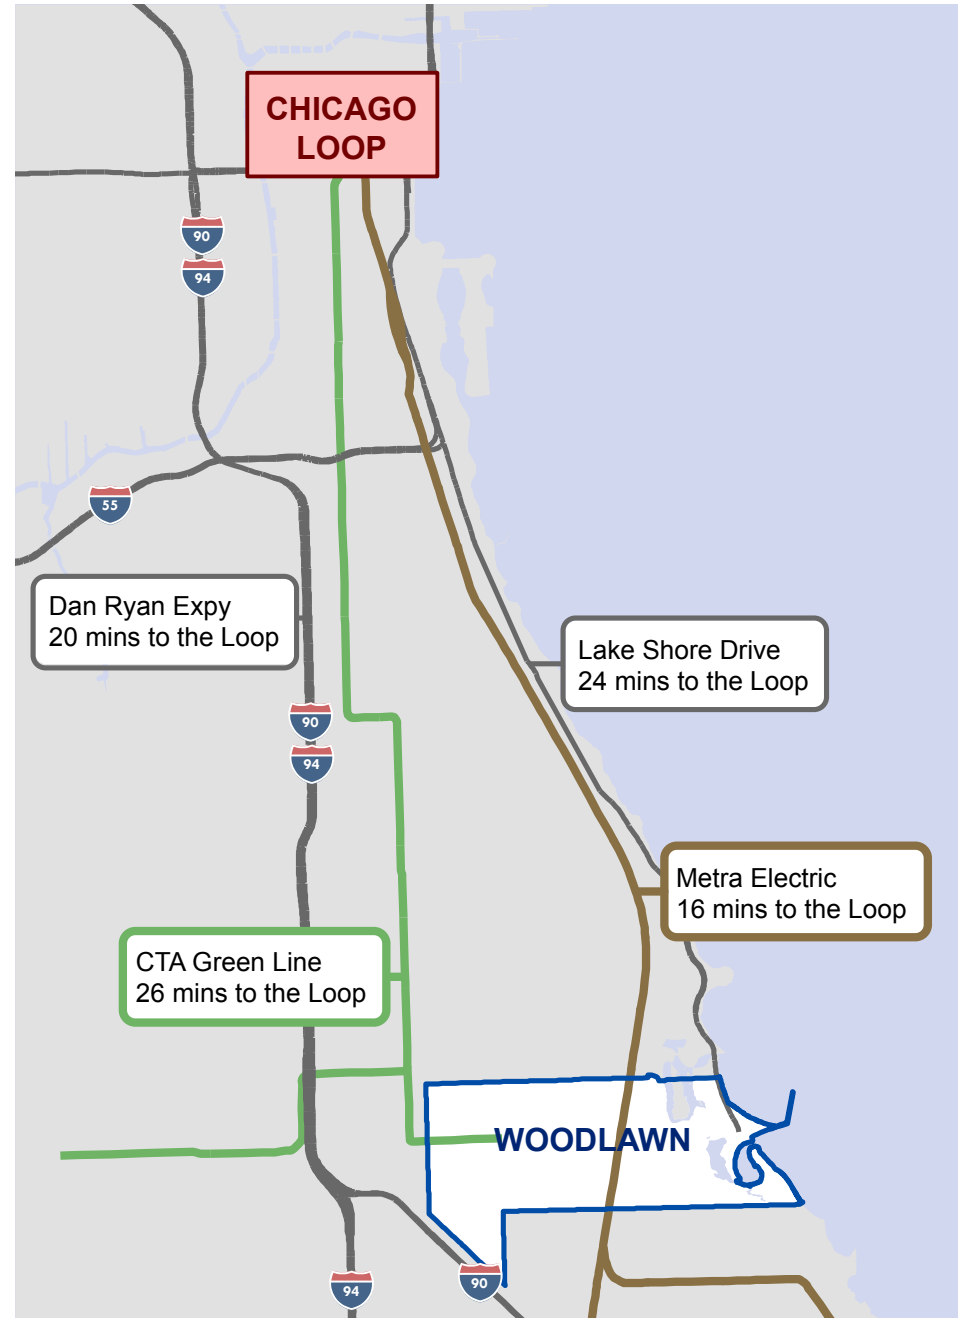 CHICAGO
LOOP
90
94
55
Dan Ryan Expy
20 mins to the Loop
Lake Shore Drive
24 mins to the Loop
90
94
Metra Electric
16 mins to the Loop
CTA Green Line
26 mins to the Loop
WOODLAWN
94
90